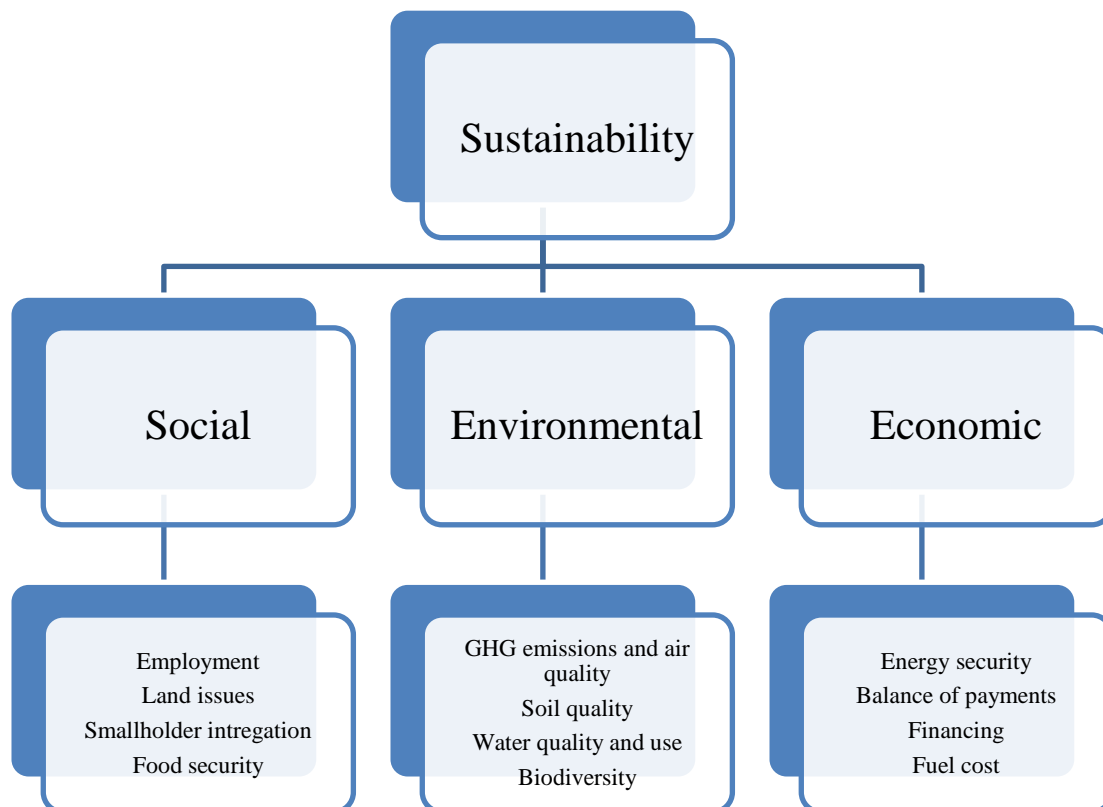 Sustainability
Social
Environmental
Economic
Employment
Land issues
Smallholder intregation
Food security
GHG emissions and air
quality
Soil quality
Water quality and use
Biodiversity
Energy security
Balance of payments
Financing
Fuel cost